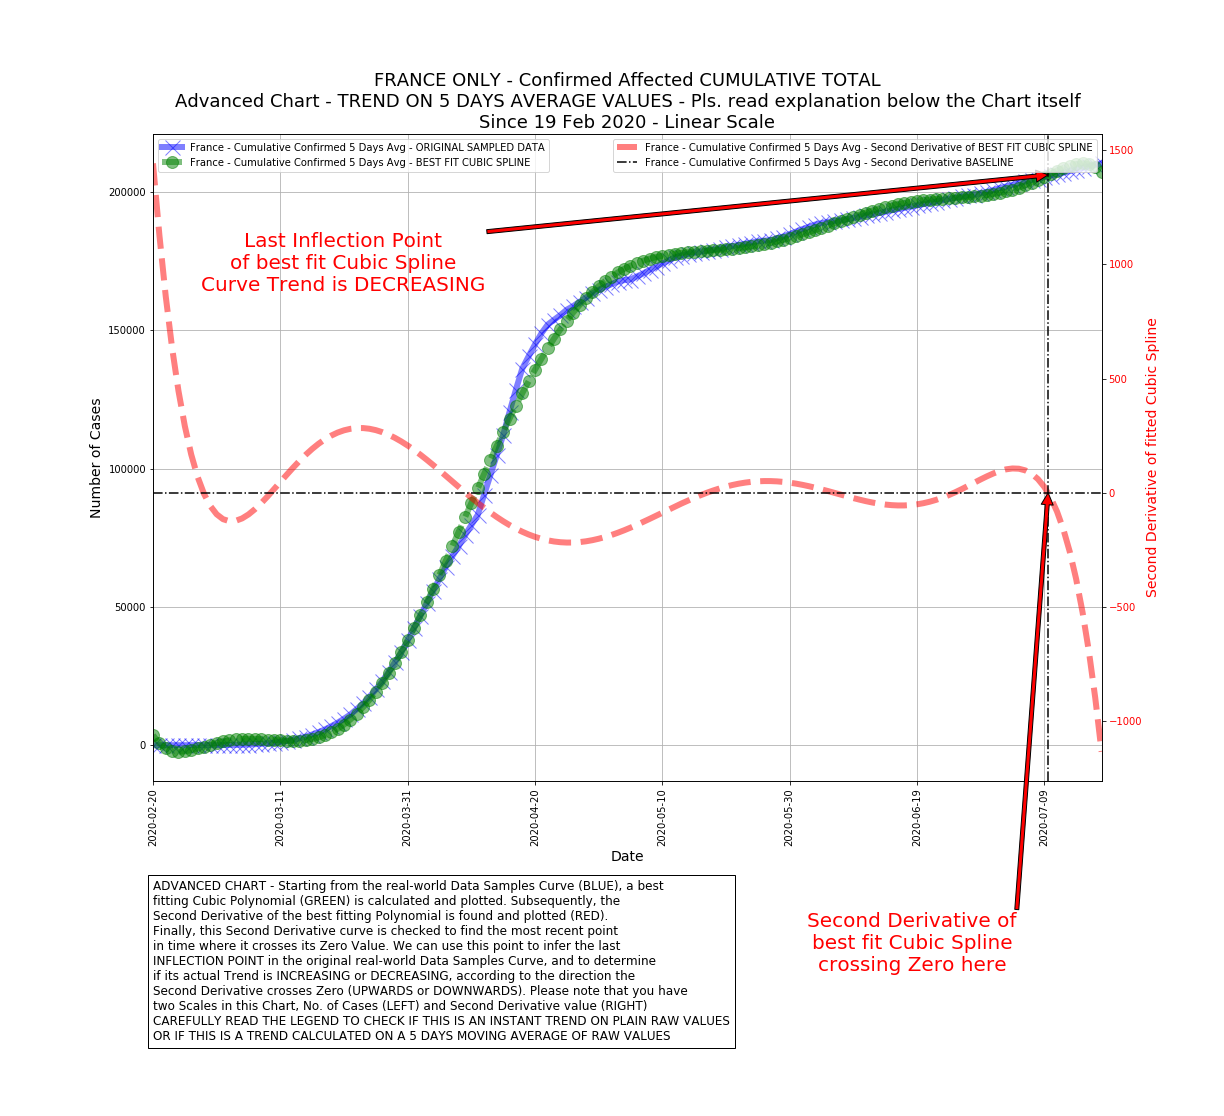 FRANCE ONLY - Confirmed Affected CUMULATIVE TOTAL
Advanced Chart - TREND ON 5 DAYS AVERAGE VALUES - Pls. read explanation below the Chart itself
Since 19 Feb 2020 - Linear Scale
France - Cumulative Confirmed 5 Days Avg - ORIGINAL SAMPLED DATA
France - Cumulative Confirmed 5 Days Avg - BEST FIT CUBIC SPLINE
France - Cumulative Confirmed 5 Days Avg - Second Derivative of BEST FIT CUBIC SPLINE
France - Cumulative Confirmed 5 Days Avg - Second Derivative BASELINE
Last Inflection Point
of best fit Cubic Spline
Curve Trend is DECREASING
Number of Cases
200000
150000
100000
50000
0
1500
1000
500
0
−500
−1000
Second Derivative of fitted Cubic Spline
2020-02-20
2020-03-11
2020-03-31
2020-04-20
2020-05-10
2020-05-30
2020-06-19
2020-07-09
Date
Second Derivative of
best fit Cubic Spline
crossing Zero here
ADVANCED CHART - Starting from the real-world Data Samples Curve (BLUE), a best
fitting Cubic Polynomial (GREEN) is calculated and plotted. Subsequently, the
Second Derivative of the best fitting Polynomial is found and plotted (RED).
Finally, this Second Derivative curve is checked to find the most recent point
in time where it crosses its Zero Value. We can use this point to infer the last
INFLECTION POINT in the original real-world Data Samples Curve, and to determine
if its actual Trend is INCREASING or DECREASING, according to the direction the
Second Derivative crosses Zero (UPWARDS or DOWNWARDS). Please note that you have
two Scales in this Chart, No. of Cases (LEFT) and Second Derivative value (RIGHT)
CAREFULLY READ THE LEGEND TO CHECK IF THIS IS AN INSTANT TREND ON PLAIN RAW VALUES
OR IF THIS IS A TREND CALCULATED ON A 5 DAYS MOVING AVERAGE OF RAW VALUES